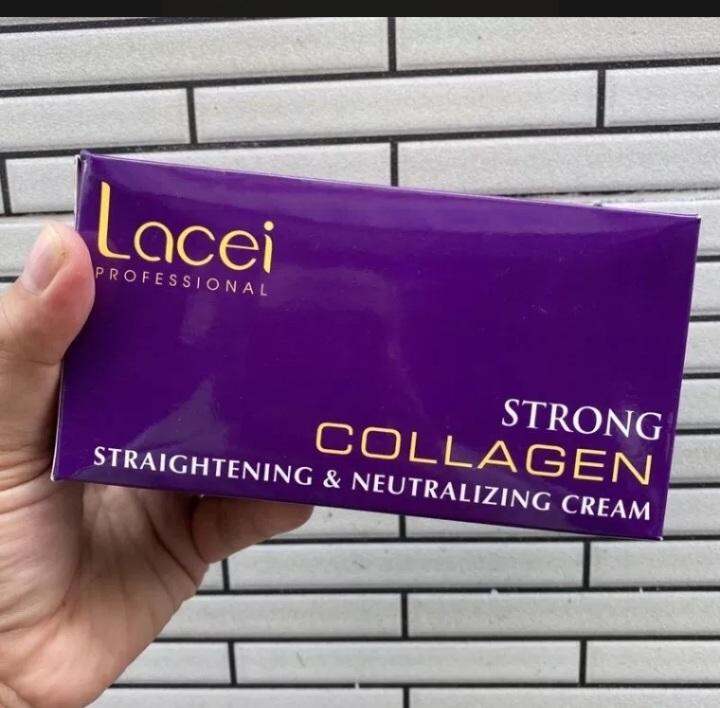 Lacei
PROFESSIONAL
STRONG
COLLAGEN
STRAIGHTENING & NEUTRALIZING CREAM